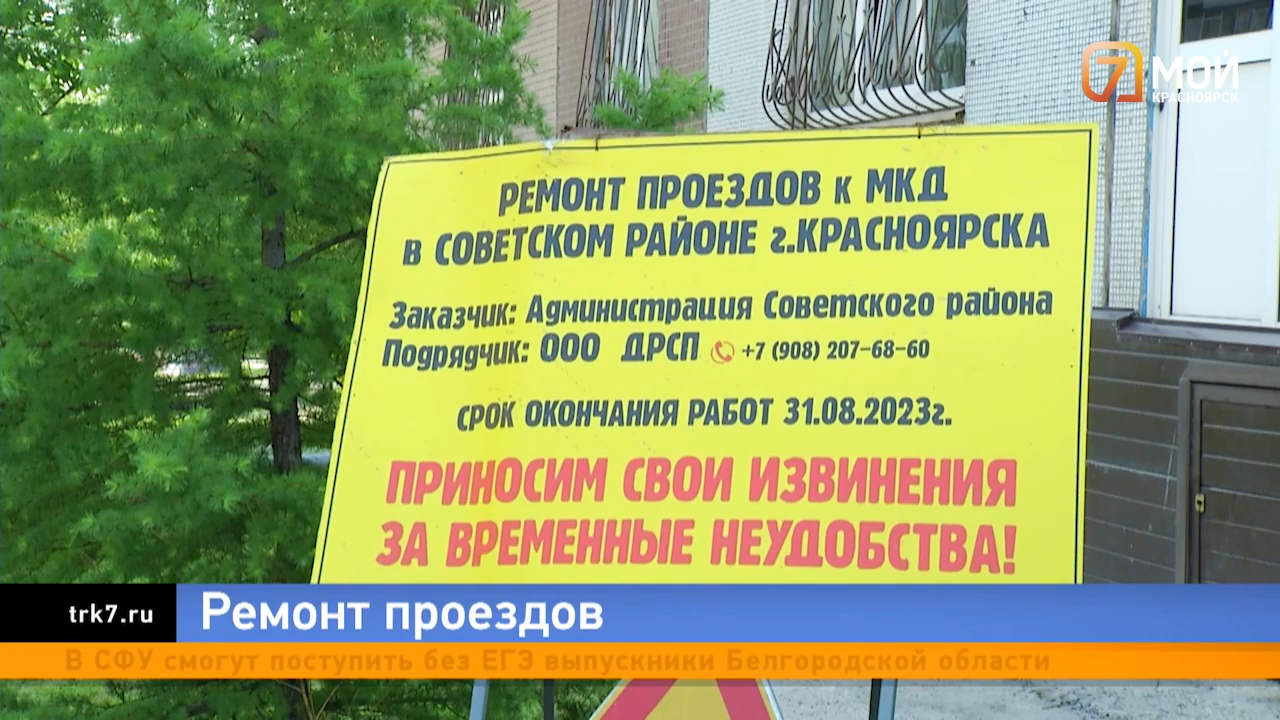 7 МОЙ
КРАСНОЯРСК
РЕМОНТ ПРОЕЗДОВ к МКД
в СОВЕТСКОМ РАЙОНЕ г.КРАСНОЯРСКА
Заказчик: Администрация Советского района
Подрядчик: ООО ДРСП +7 (908) 207-68-60
СРОК ОКОНЧАНИЯ РАБОТ 31.08.2023г.
ПРИНОСИМ СВОИ ИЗВИНЕНИЯ
ЗА ВРЕМЕННЫЕ НЕУДОБСТВА!
trk7.ru Ремонт проездов
В СФУ смогут поступить без ЕГЭ выпускники Белгородской области